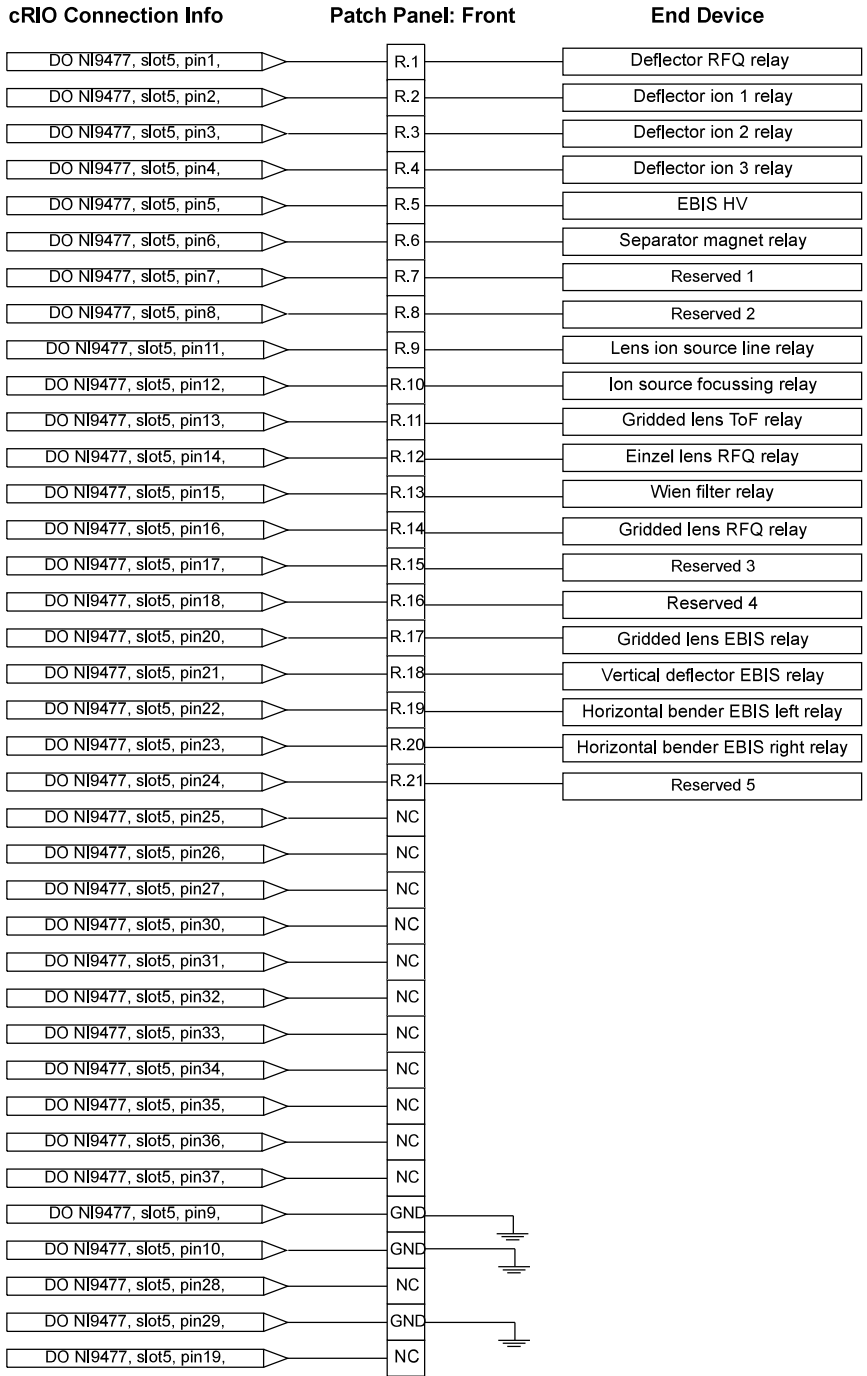 cRIO Connection Info Patch Panel: Front End Device
DO NI9477, slot5, pin1, R.1 Deflector RFQ relay
DO NI9477, slot5, pin2, R.2 Deflector ion 1 relay
DO NI9477, slot5, pin3, R.3 Deflector ion 2 relay
DO NI9477, slot5, pin4, R.4 Deflector ion 3 relay
DO NI9477, slot5, pin5, R.5 EBIS HV
DO NI9477, slot5, pin6, R.6 Separator magnet relay
DO NI9477, slot5, pin7, R.7 Reserved 1
DO NI9477, slot5, pin8, R.8 Reserved 2
DO NI9477, slot5, pin11, R.9 Lens ion source line relay
DO NI9477, slot5, pin12, R.10 Ion source focussing relay
DO NI9477, slot5, pin13, R.11 Gridded lens ToF relay
DO NI9477, slot5, pin14, R.12 Einzel lens RFQ relay
DO NI9477, slot5, pin15, R.13 Wien filter relay
DO NI9477, slot5, pin16, R.14 Gridded lens RFQ relay
DO NI9477, slot5, pin17, R.15 Reserved 3
DO NI9477, slot5, pin18, R.16 Reserved 4
DO NI9477, slot5, pin20, R.17 Gridded lens EBIS relay
DO NI9477, slot5, pin21, R.18 Vertical deflector EBIS relay
DO NI9477, slot5, pin22, R.19 Horizontal bender EBIS left relay
DO NI9477, slot5, pin23, R.20 Horizontal bender EBIS right relay
DO NI9477, slot5, pin24, R.21 Reserved 5
DO NI9477, slot5, pin25, NC
DO NI9477, slot5, pin26, NC
DO NI9477, slot5, pin27, NC
DO NI9477, slot5, pin30, NC
DO NI9477, slot5, pin31, NC
DO NI9477, slot5, pin32, NC
DO NI9477, slot5, pin33, NC
DO NI9477, slot5, pin34, NC
DO NI9477, slot5, pin35, NC
DO NI9477, slot5, pin36, NC
DO NI9477, slot5, pin37, NC
DO NI9477, slot5, pin9, GND
DO NI9477, slot5, pin10, GND
DO NI9477, slot5, pin28, NC
DO NI9477, slot5, pin29, GND
DO NI9477, slot5, pin19, NC